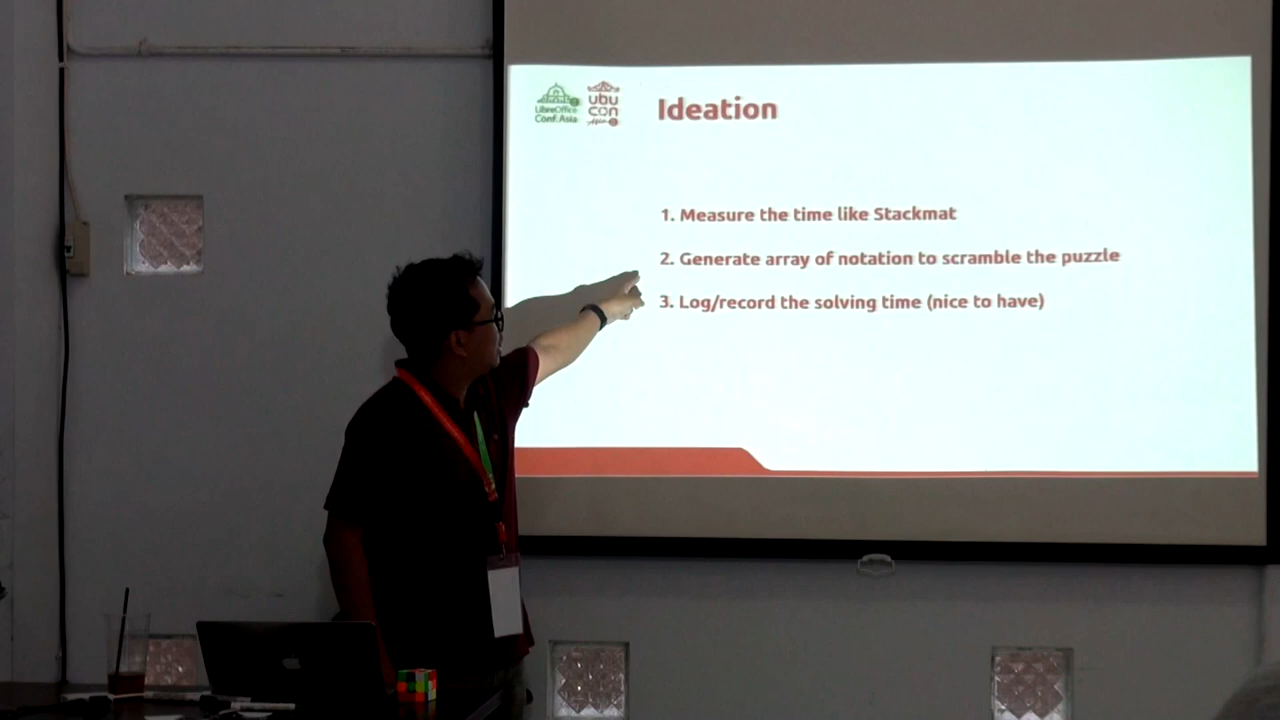 LibreOffice
Conf.Asia
ubu
con
Asia
Ideation
1. Measure the time like Stackmat
2. Generate array of notation to scramble the puzzle
3. Log/record the solving time (nice to have)